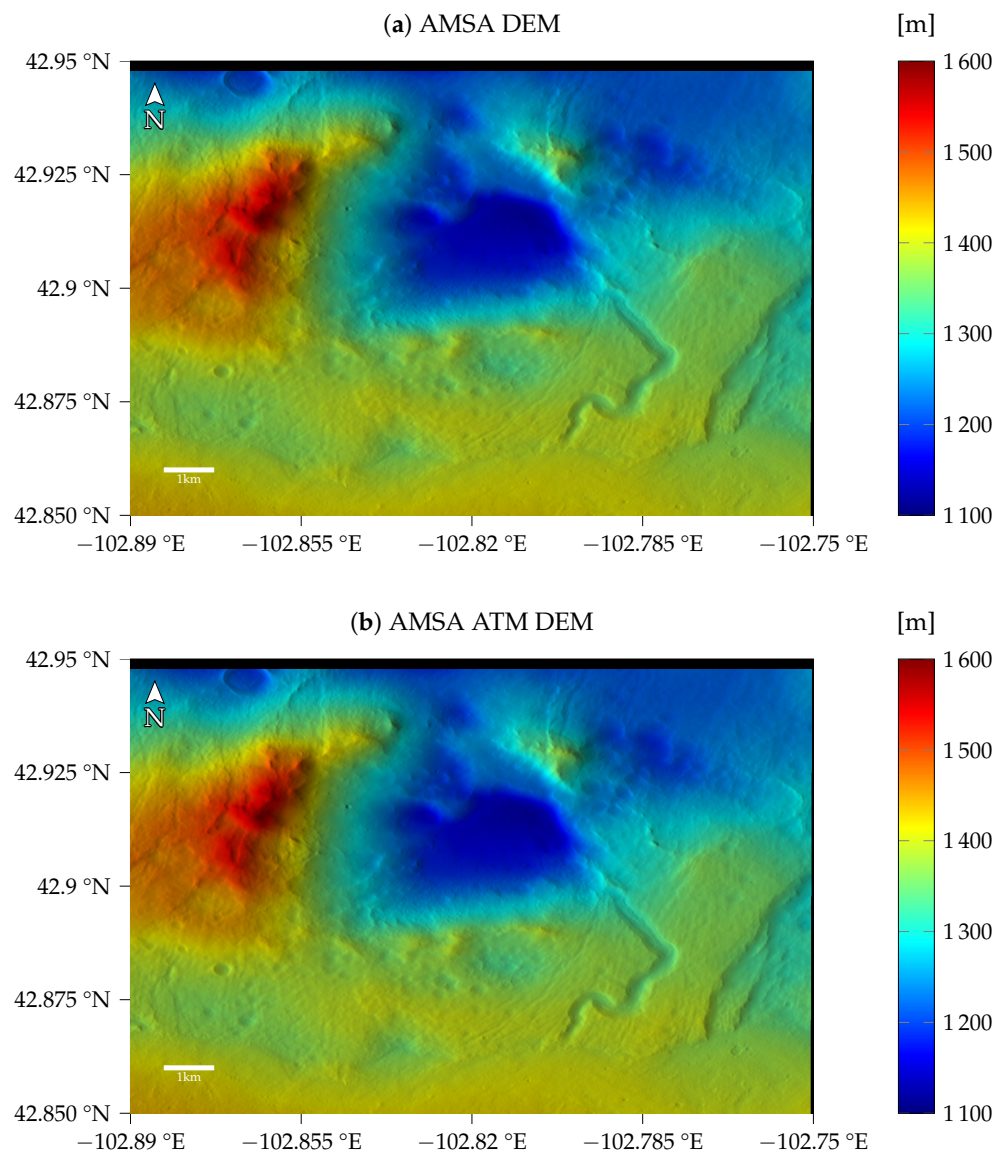 (a) AMSA DEM
[m]
42.95 °N
42.925 °N
42.9 °N
42.875 °N
42.850 °N
N
1km
−102.89 °E
−102.855 °E
−102.82 °E
−102.785 °E
−102.75 °E
1 600
1 500
1 400
1 300
1 200
1 100
(b) AMSA ATM DEM
[m]
42.95 °N
42.925 °N
42.9 °N
42.875 °N
42.850 °N
N
1km
−102.89 °E
−102.855 °E
−102.82 °E
−102.785 °E
−102.75 °E
1 600
1 500
1 400
1 300
1 200
1 100